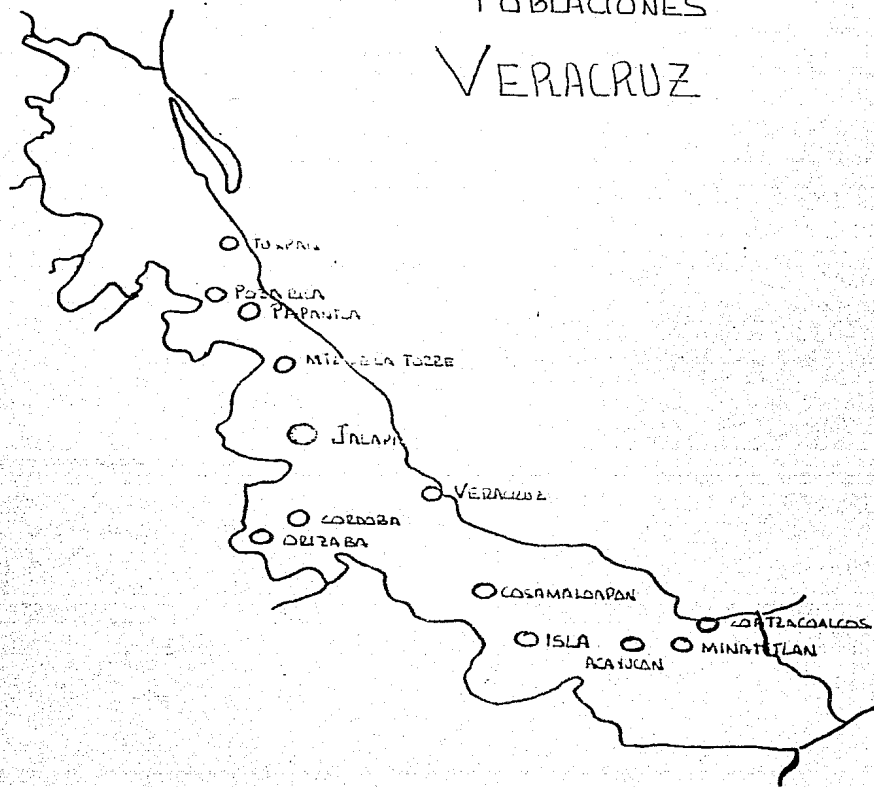 POBLACIONES
VERACRUZ
TUXPAN
POZA RICA
PAPANTLA
JALAPA
VERACRUZ
CORDOBA
ORIZABA
COSAMALOAPAN
COATZACOALCOS
ISLA
MINATITLAN
ACAYUCAN